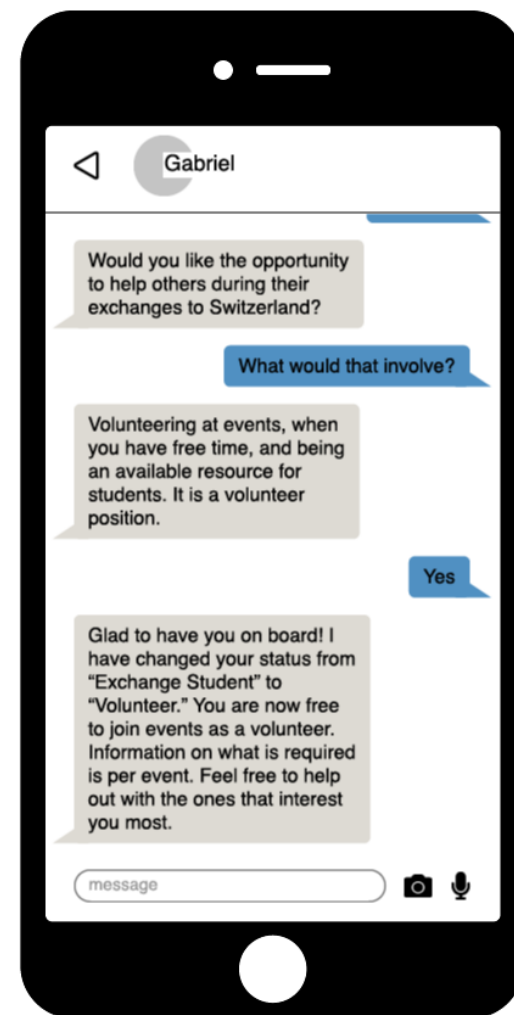 Gabriel
Would you like the opportunity
to help others during their
exchanges to Switzerland?
What would that involve?
Volunteering at events, when
you have free time, and being
an available resource for
students. It is a volunteer
position.
Yes
Glad to have you on board! I
have changed your status from
“Exchange Student” to
“Volunteer.” You are now free
to join events as a volunteer.
Information on what is required
is per event. Feel free to help
out with the ones that interest
you most.
message